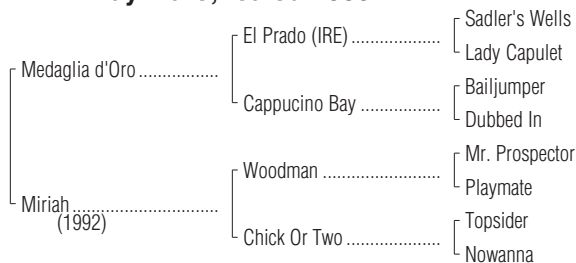 El Prado (IRE) .....................
Sadler's Wells
Lady Capulet
Medaglia d'Oro ...................
Cappucino Bay ...................
Bailjumper
Dubbed In
Miriah ..................................
(1992)
Woodman ...........................
Mr. Prospector
Playmate
Chick Or Two .....................
Topsider
Nowanna